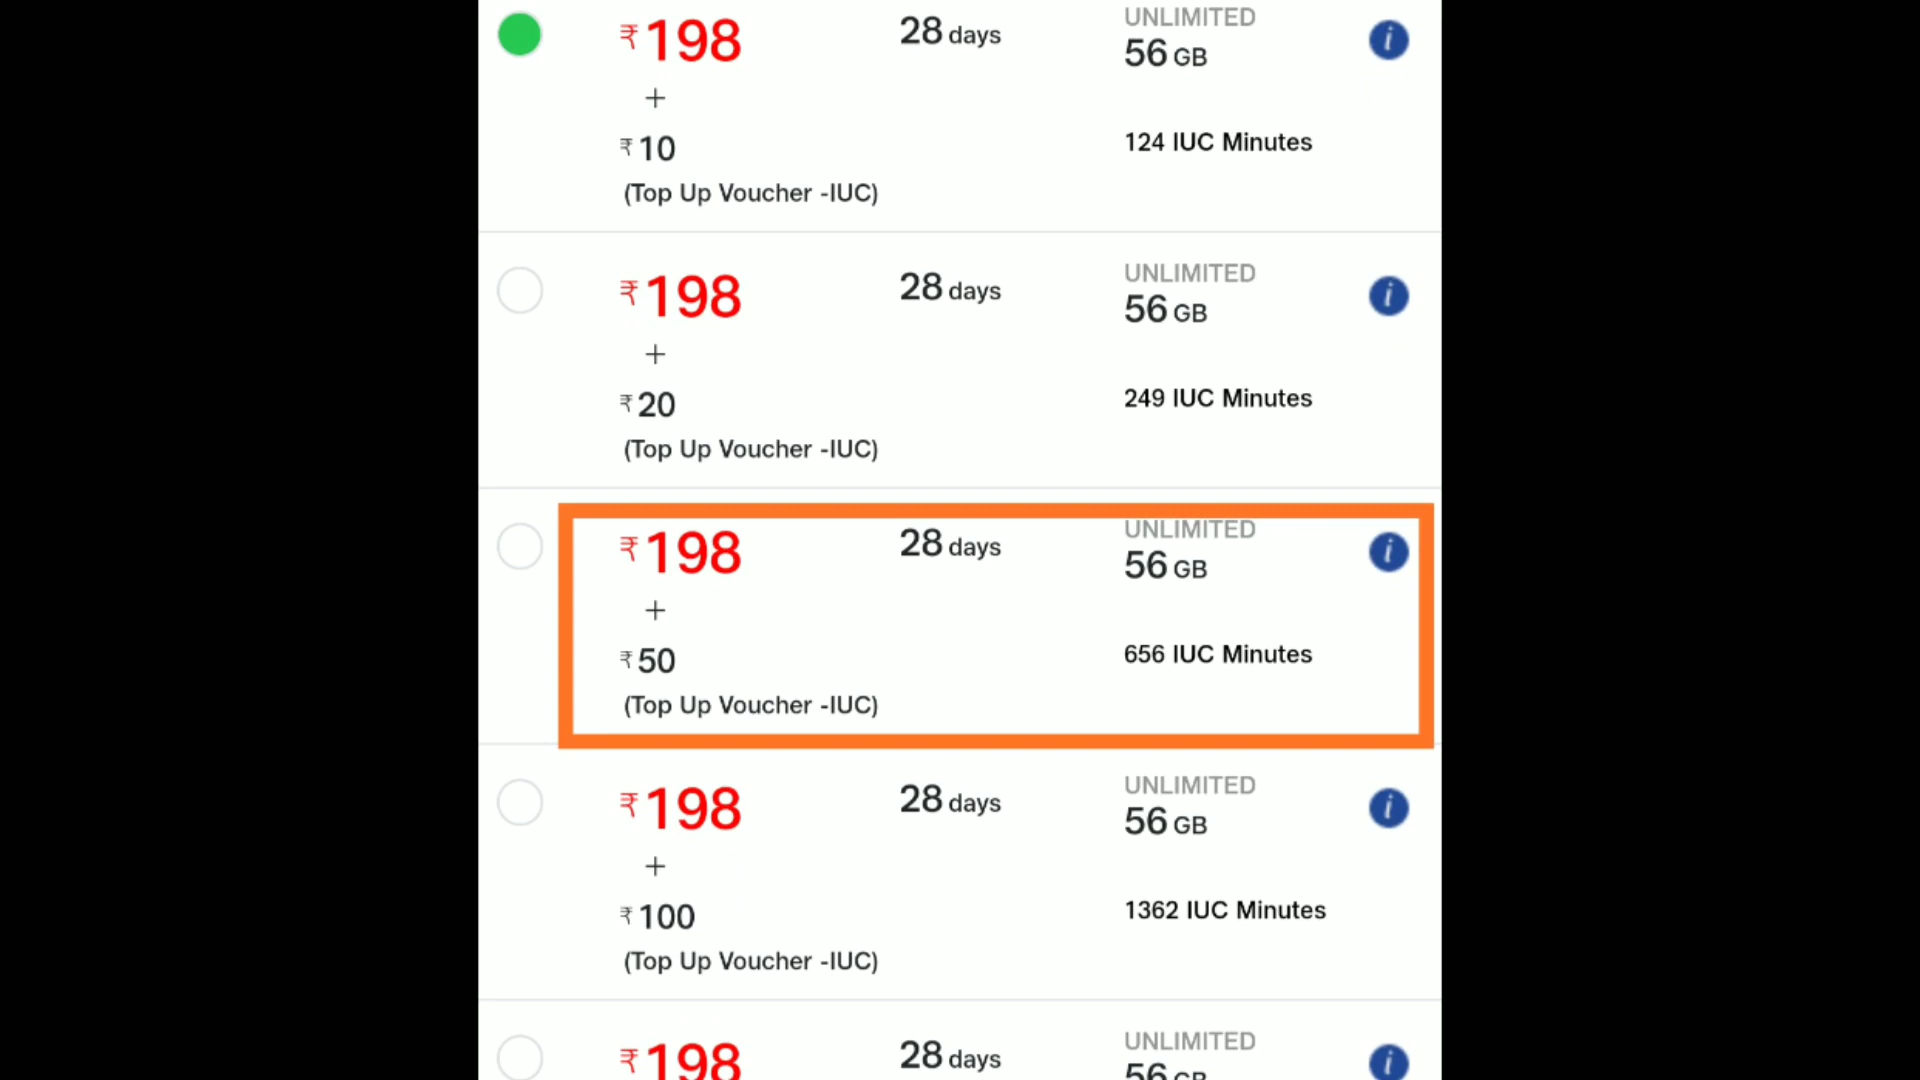 ₹198 28 days UNLIMITED
56 GB
+
₹10 124 IUC Minutes
(Top Up Voucher -IUC)
₹198 28 days UNLIMITED
56 GB
+
₹20 249 IUC Minutes
(Top Up Voucher -IUC)
₹198 28 days UNLIMITED
56 GB
+
₹50 656 IUC Minutes
(Top Up Voucher -IUC)
₹198 28 days UNLIMITED
56 GB
+
₹100 1362 IUC Minutes
(Top Up Voucher -IUC)
₹198 28 days UNLIMITED
56 GB